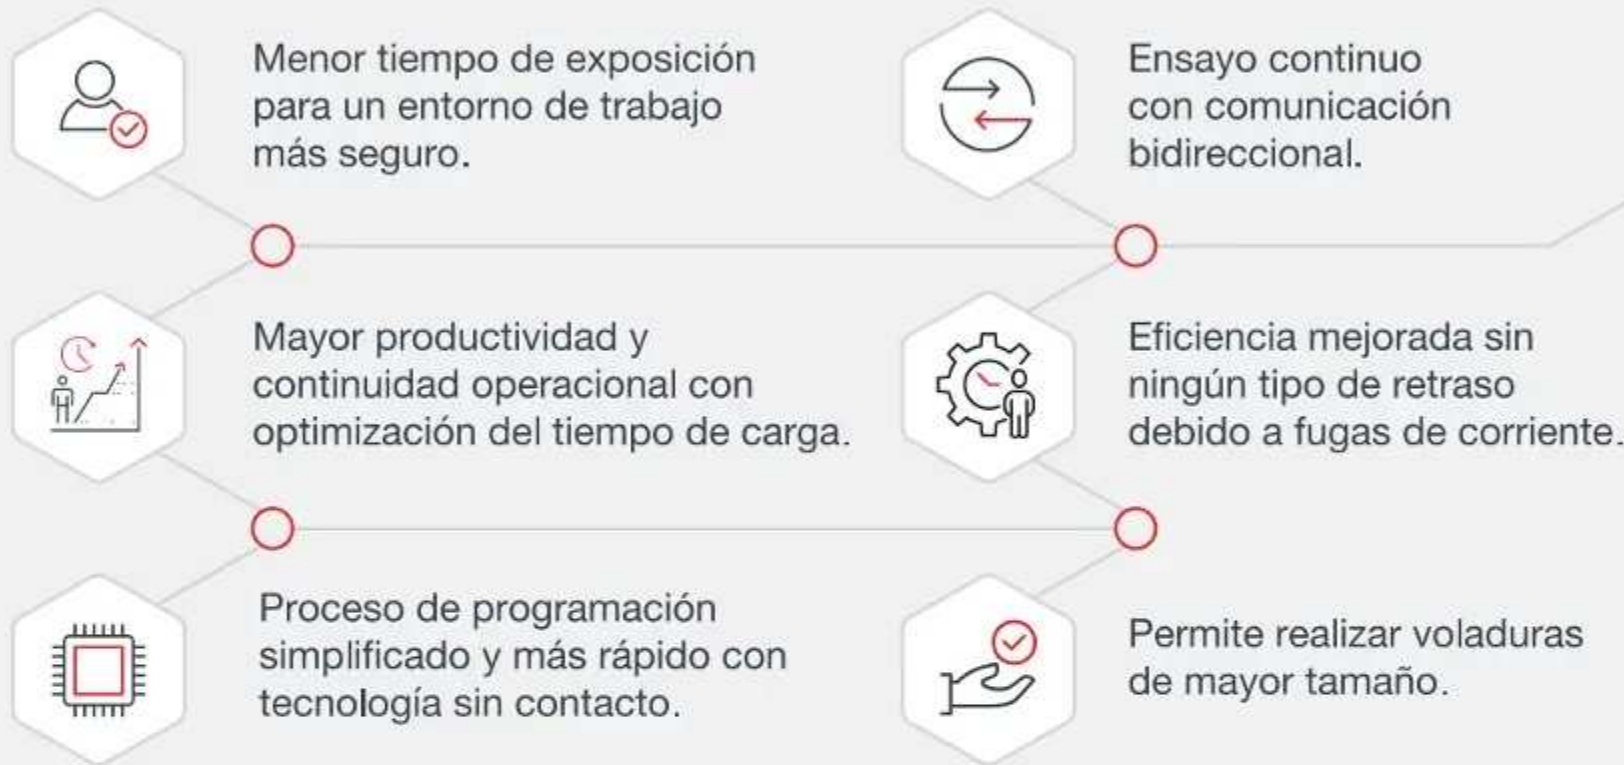 Menor tiempo de exposición
para un entorno de trabajo
más seguro.
Ensayo continuo
con comunicación
bidireccional.
Mayor productividad y
continuidad operacional con
optimización del tiempo de carga.
Eficiencia mejorada sin
ningún tipo de retraso
debido a fugas de corriente.
Proceso de programación
simplificado y más rápido con
tecnología sin contacto.
Permite realizar voladuras
de mayor tamaño.